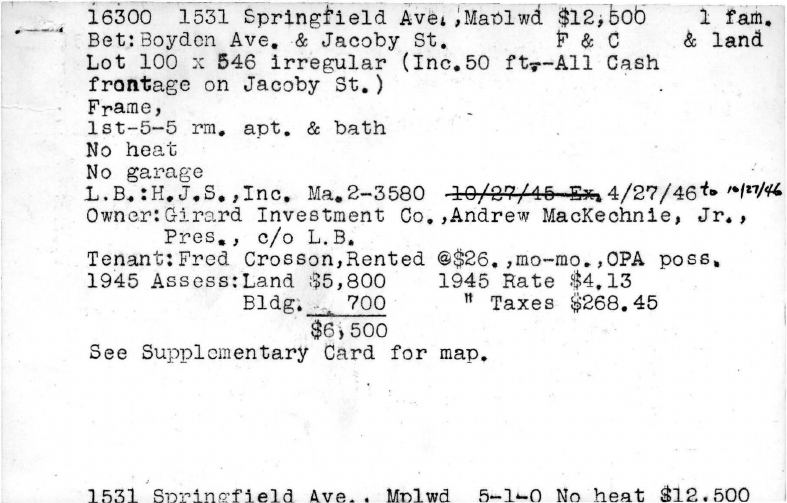 16300 1531 Springfield Ave., Maplwd $12,500 1 fam.
Bet: Boyden Ave. & Jacoby St. F & C & land
Lot 100 x 546 irregular (Inc.50 ft.--All Cash
frontage on Jacoby St.)
Frame,
1st-5-5 rm. apt. & bath
No heat
No garage
L.B.:H.J.S.,Inc. Ma.2-3580 10/27/45 Ex. 4/27/46 to 10/27/46
Owner:Girard Investment Co.,Andrew MacKechnie, Jr.,
Pres., c/o L.B.
Tenant:Fred Crosson,Rented @$26.,mo-mo.,OPA poss.
1945 Assess:Land $5,800 1945 Rate $4.13
Bldg. 700 " Taxes $268.45
$6,500
See Supplementary Card for map.
1531 Springfield Ave., Mplwd 5-1-0 No heat $12.500